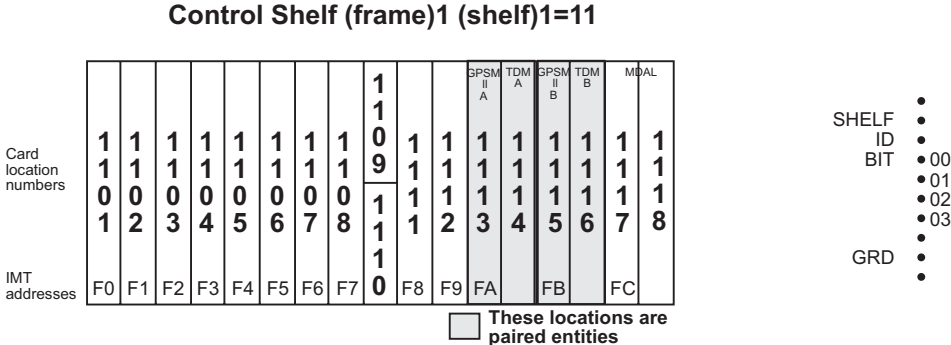 Control Shelf (frame)1 (shelf)1=11
GPSM II A
TDM A
GPSM II B
TDM B
MDAL
Card location numbers
1101
1102
1103
1104
1105
1106
1107
1108
1109
1110
1111
1112
1113
1114
1115
1116
1117
1118
IMT addresses
F0 F1 F2 F3 F4 F5 F6 F7 F8 F9 FA FB FC
These locations are
paired entities
SHELF
ID
BIT
00
01
02
03
GRD